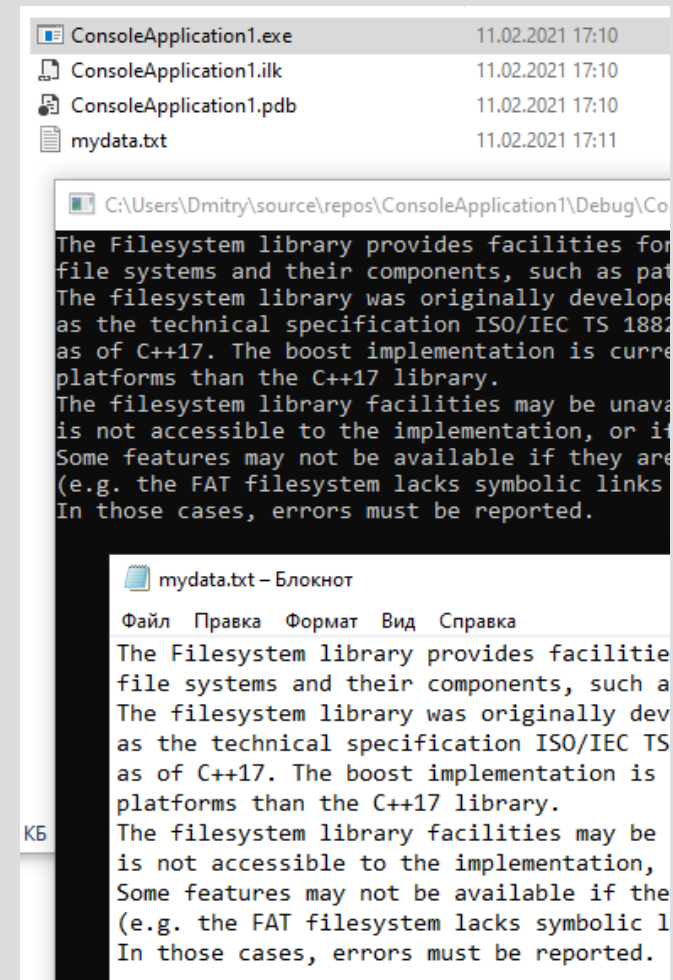 ConsoleApplication1.exe 11.02.2021 17:10
ConsoleApplication1.ilk 11.02.2021 17:10
ConsoleApplication1.pdb 11.02.2021 17:10
mydata.txt 11.02.2021 17:11
C:\Users\Dmitry\source\repos\ConsoleApplication1\Debug\Co
The Filesystem library provides facilities for
file systems and their components, such as pat
The filesystem library was originally develope
as the technical specification ISO/IEC TS 1882
as of C++17. The boost implementation is curre
platforms than the C++17 library.
The filesystem library facilities may be unava
is not accessible to the implementation, or if
Some features may not be available if they are
(e.g. the FAT filesystem lacks symbolic links
In those cases, errors must be reported.
mydata.txt – Блокнот
Файл Правка Формат Вид Справка
The Filesystem library provides facilitie
file systems and their components, such a
The filesystem library was originally dev
as the technical specification ISO/IEC TS
as of C++17. The boost implementation is
platforms than the C++17 library.
КБ
The filesystem library facilities may be
is not accessible to the implementation,
Some features may not be available if the
(e.g. the FAT filesystem lacks symbolic l
In those cases, errors must be reported.